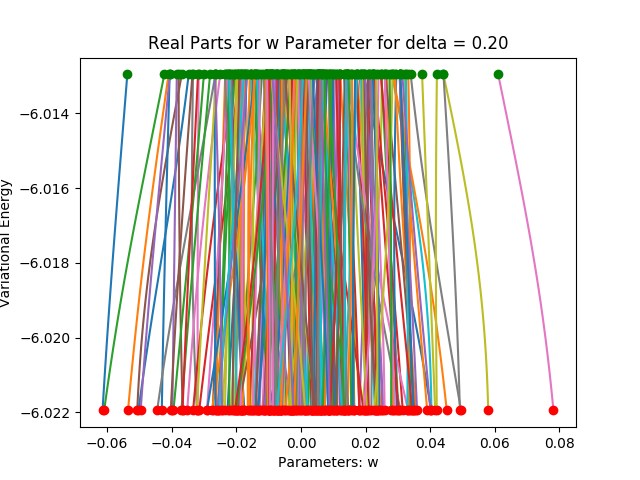 Real Parts for w Parameter for delta = 0.20
−6.014
−6.016
−6.018
−6.020
−6.022
Variational Energy
−0.06 −0.04 −0.02 0.00 0.02 0.04 0.06 0.08
Parameters: w